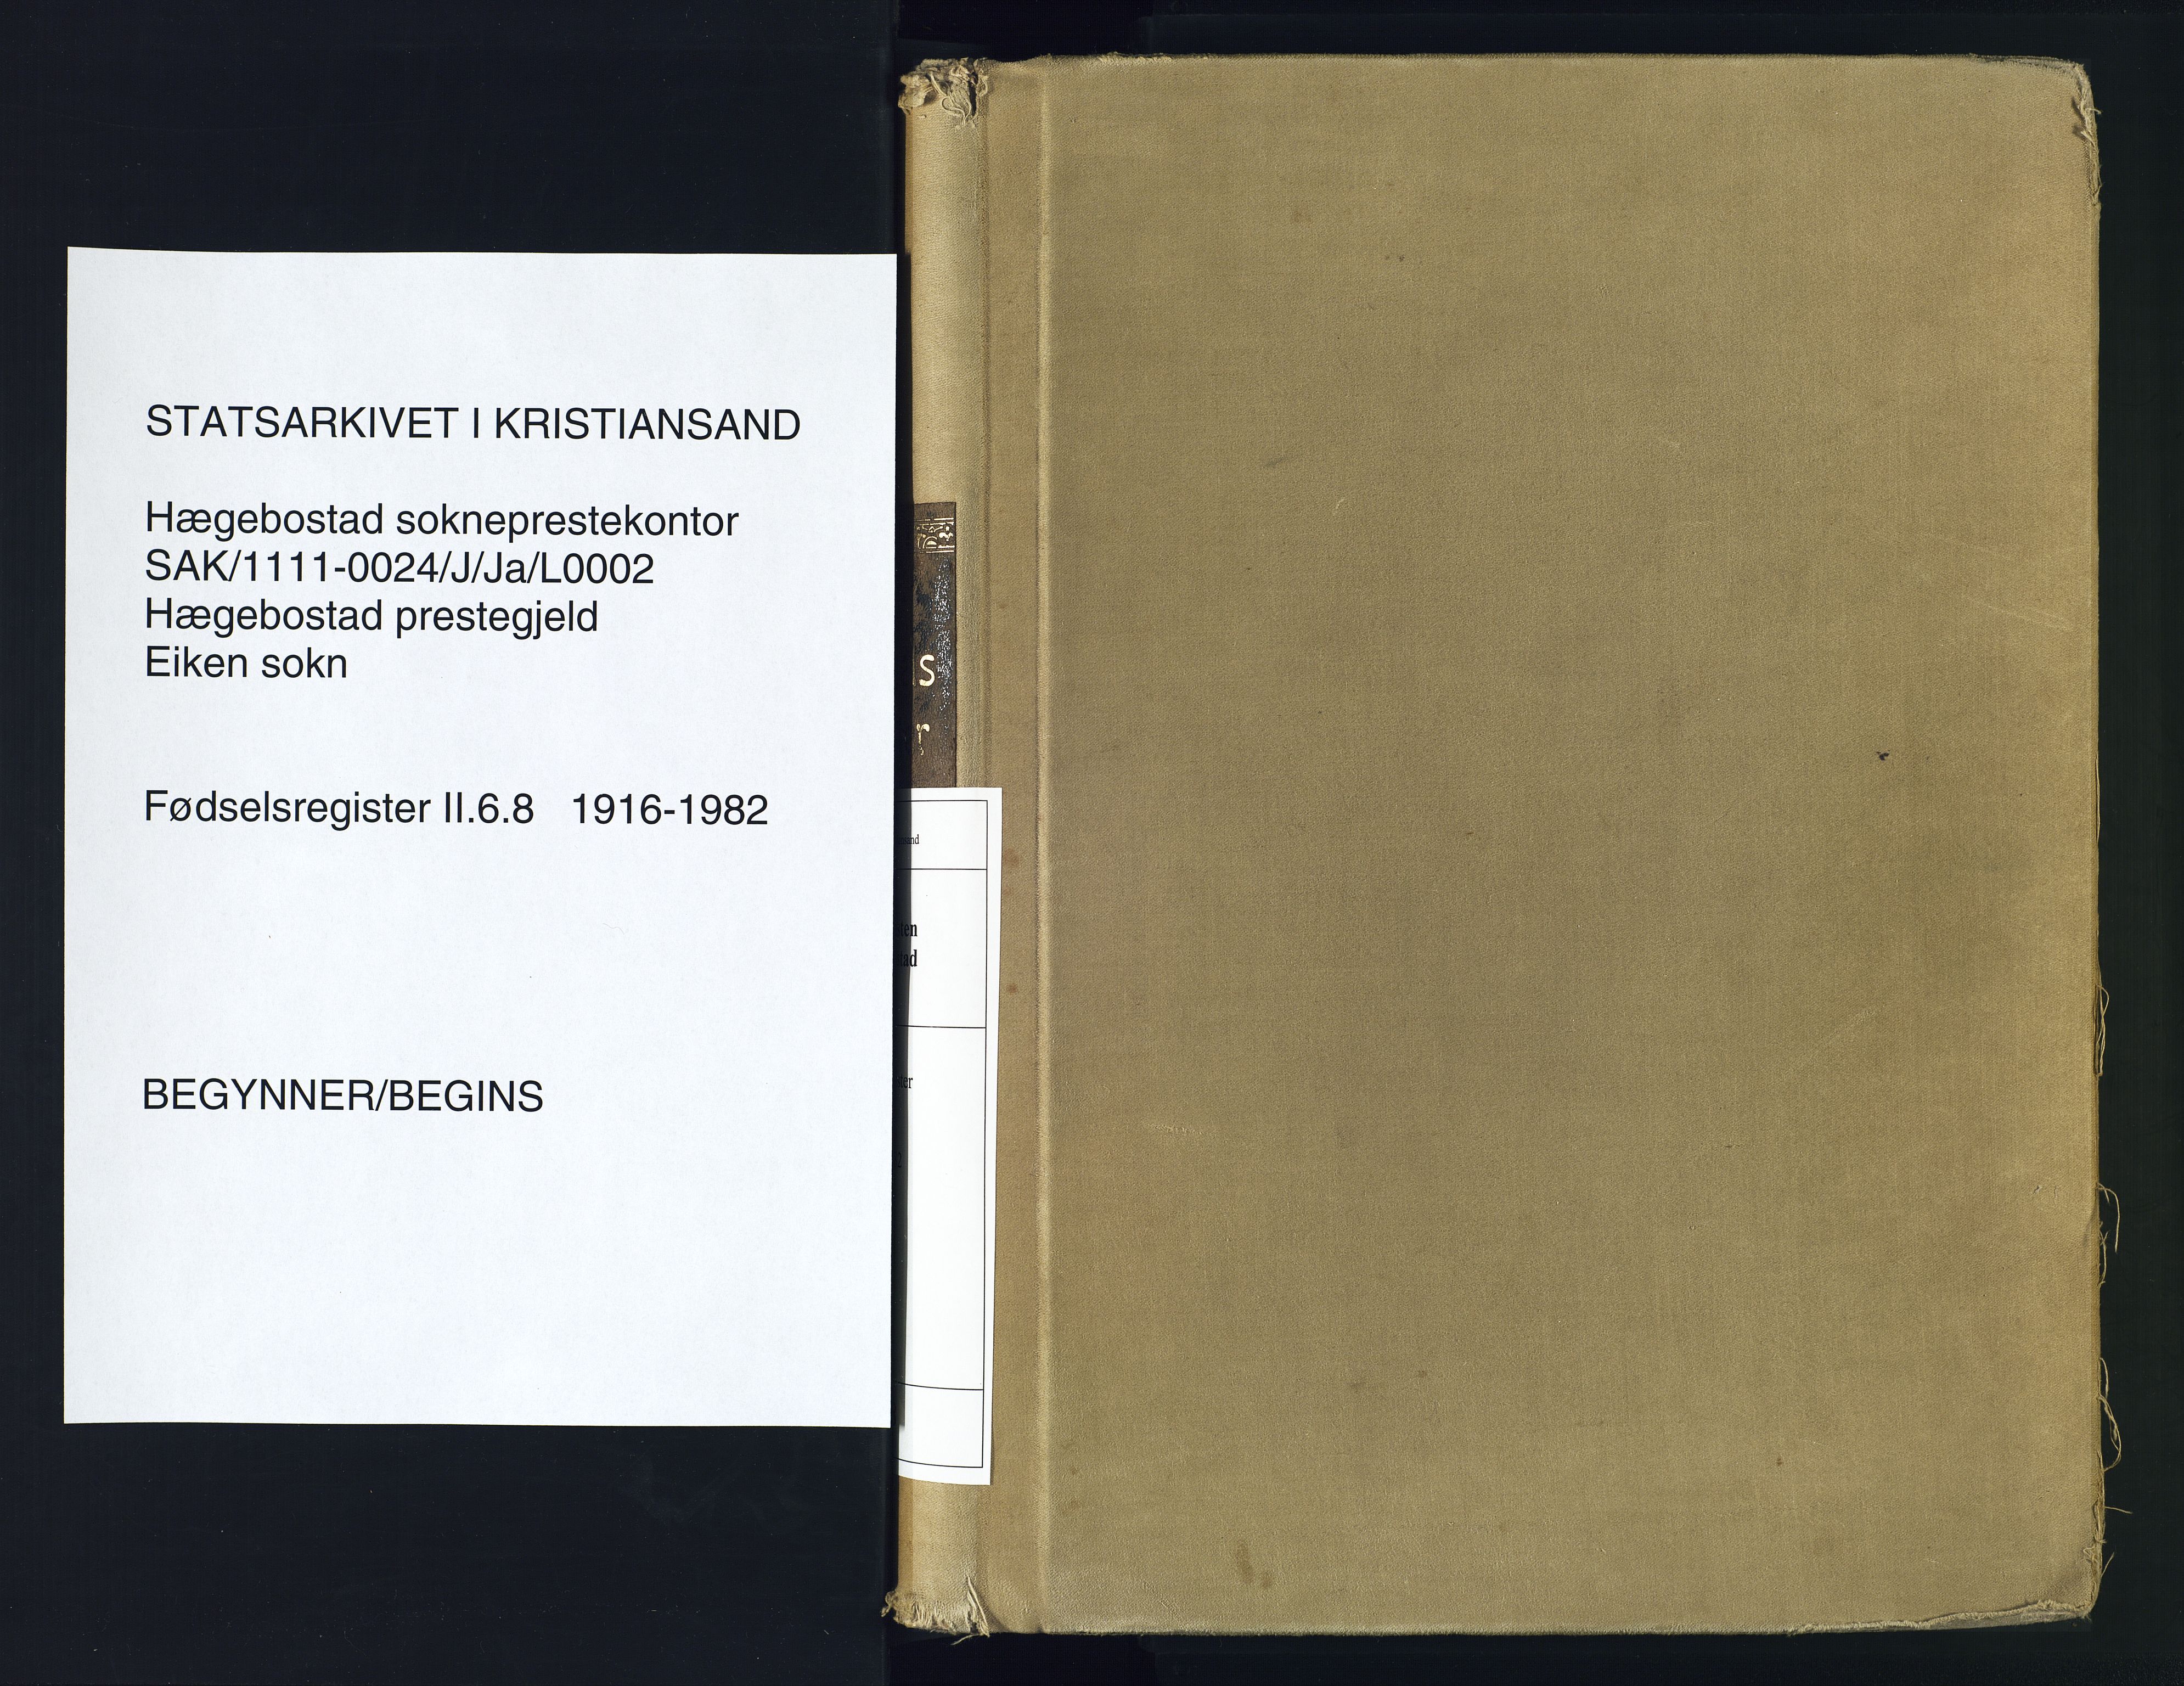 STATSARKIVET I KRISTIANSAND
Hægebostad sokneprestekontor
SAK/1111-0024/J/Ja/L0002
Hægebostad prestegjeld
Eiken sokn
Fødselsregister II.6.8 1916-1982
BEGYNNER/BEGINS